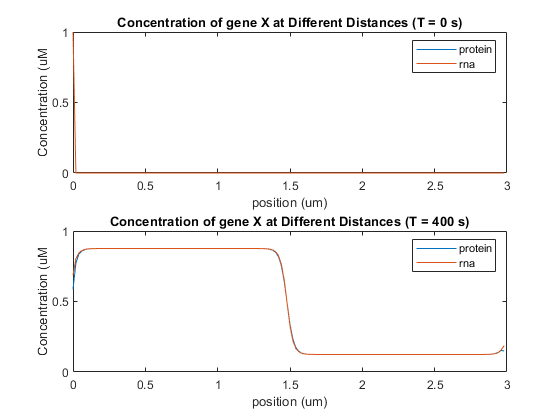 Concentration of gene X at Different Distances (T = 0 s)
1
protein
rna
0.5
Concentration (uM
0
0 0.5 1 1.5 2 2.5 3
position (um)
Concentration of gene X at Different Distances (T = 400 s)
1
protein
rna
0.5
Concentration (uM
0
0 0.5 1 1.5 2 2.5 3
position (um)